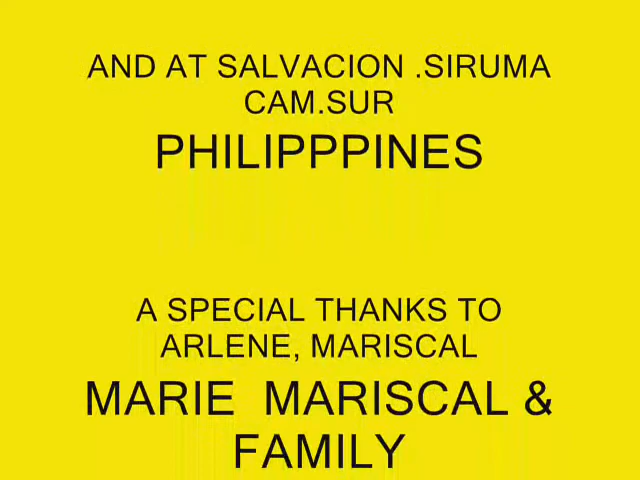 AND AT SALVACION .SIRUMA
CAM.SUR
PHILIPPPINES
A SPECIAL THANKS TO
ARLENE, MARISCAL
MARIE  MARISCAL &
FAMILY